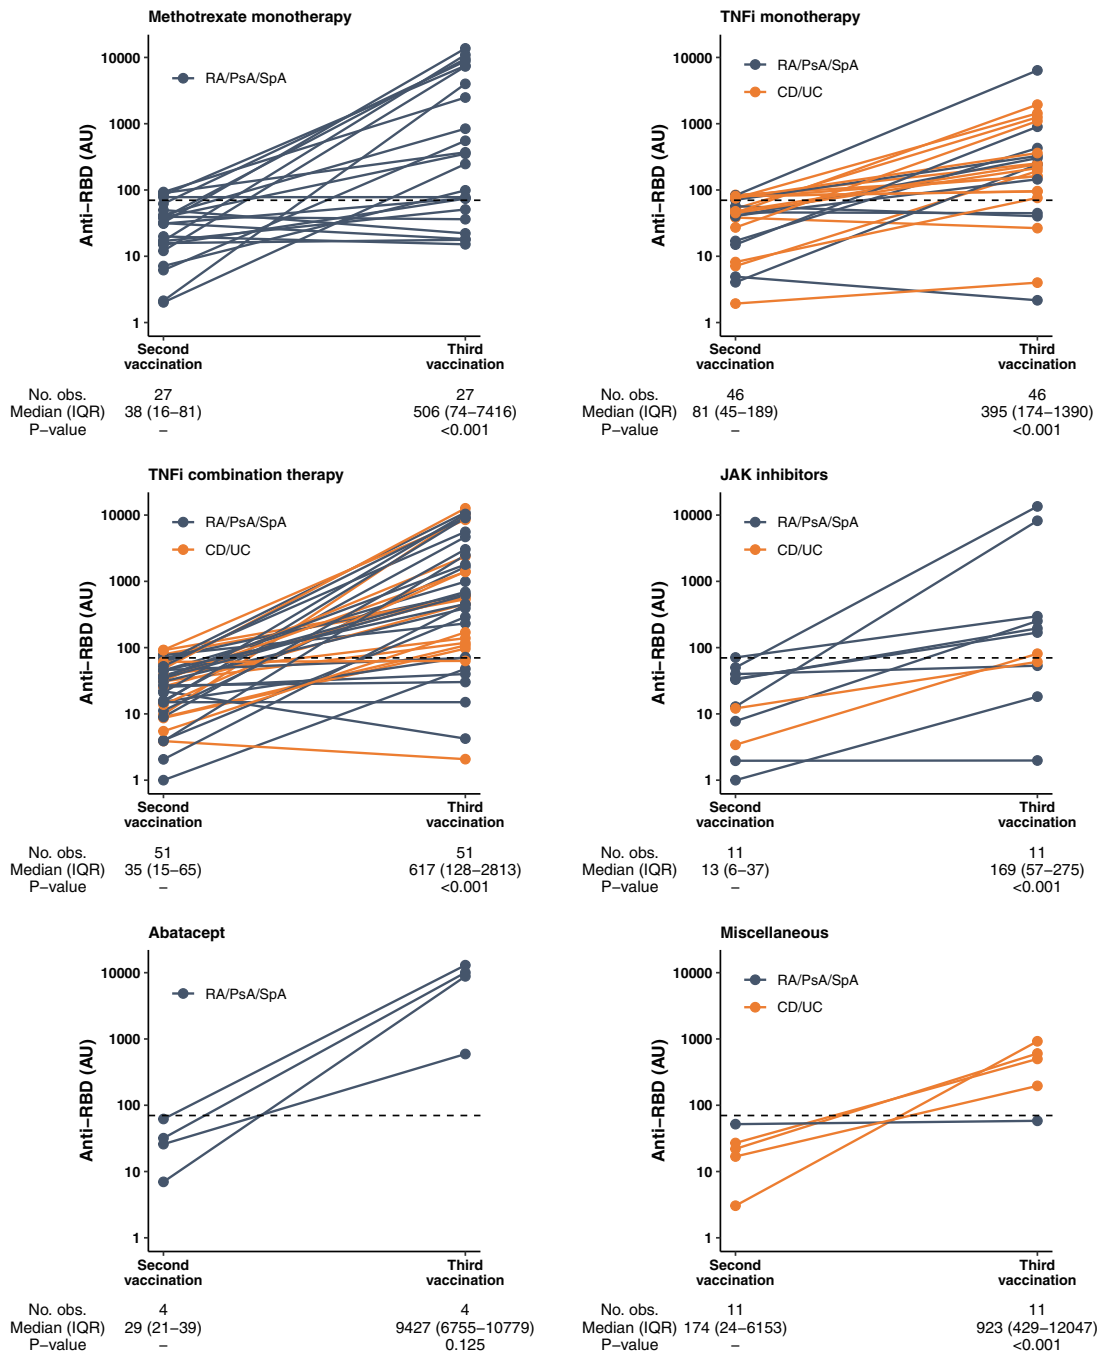 Methotrexate monotherapy
Anti−RBD (AU)
10000
1000
100
10
1
RA/PsA/SpA
Second vaccination
Third vaccination
No. obs. 27 27
Median (IQR) 38 (16−81) 506 (74−7416)
P−value − <0.001
TNFi monotherapy
Anti−RBD (AU)
10000
1000
100
10
1
RA/PsA/SpA
CD/UC
Second vaccination
Third vaccination
No. obs. 46 46
Median (IQR) 81 (45−189) 395 (174−1390)
P−value − <0.001
TNFi combination therapy
Anti−RBD (AU)
10000
1000
100
10
1
RA/PsA/SpA
CD/UC
Second vaccination
Third vaccination
No. obs. 51 51
Median (IQR) 35 (15−65) 617 (128−2813)
P−value − <0.001
JAK inhibitors
Anti−RBD (AU)
10000
1000
100
10
1
RA/PsA/SpA
CD/UC
Second vaccination
Third vaccination
No. obs. 11 11
Median (IQR) 13 (6−37) 169 (57−275)
P−value − <0.001
Abatacept
Anti−RBD (AU)
10000
1000
100
10
1
RA/PsA/SpA
Second vaccination
Third vaccination
No. obs. 4 4
Median (IQR) 29 (21−39) 9427 (6755−10779)
P−value − 0.125
Miscellaneous
Anti−RBD (AU)
10000
1000
100
10
1
RA/PsA/SpA
CD/UC
Second vaccination
Third vaccination
No. obs. 11 11
Median (IQR) 174 (24−6153) 923 (429−12047)
P−value − <0.001